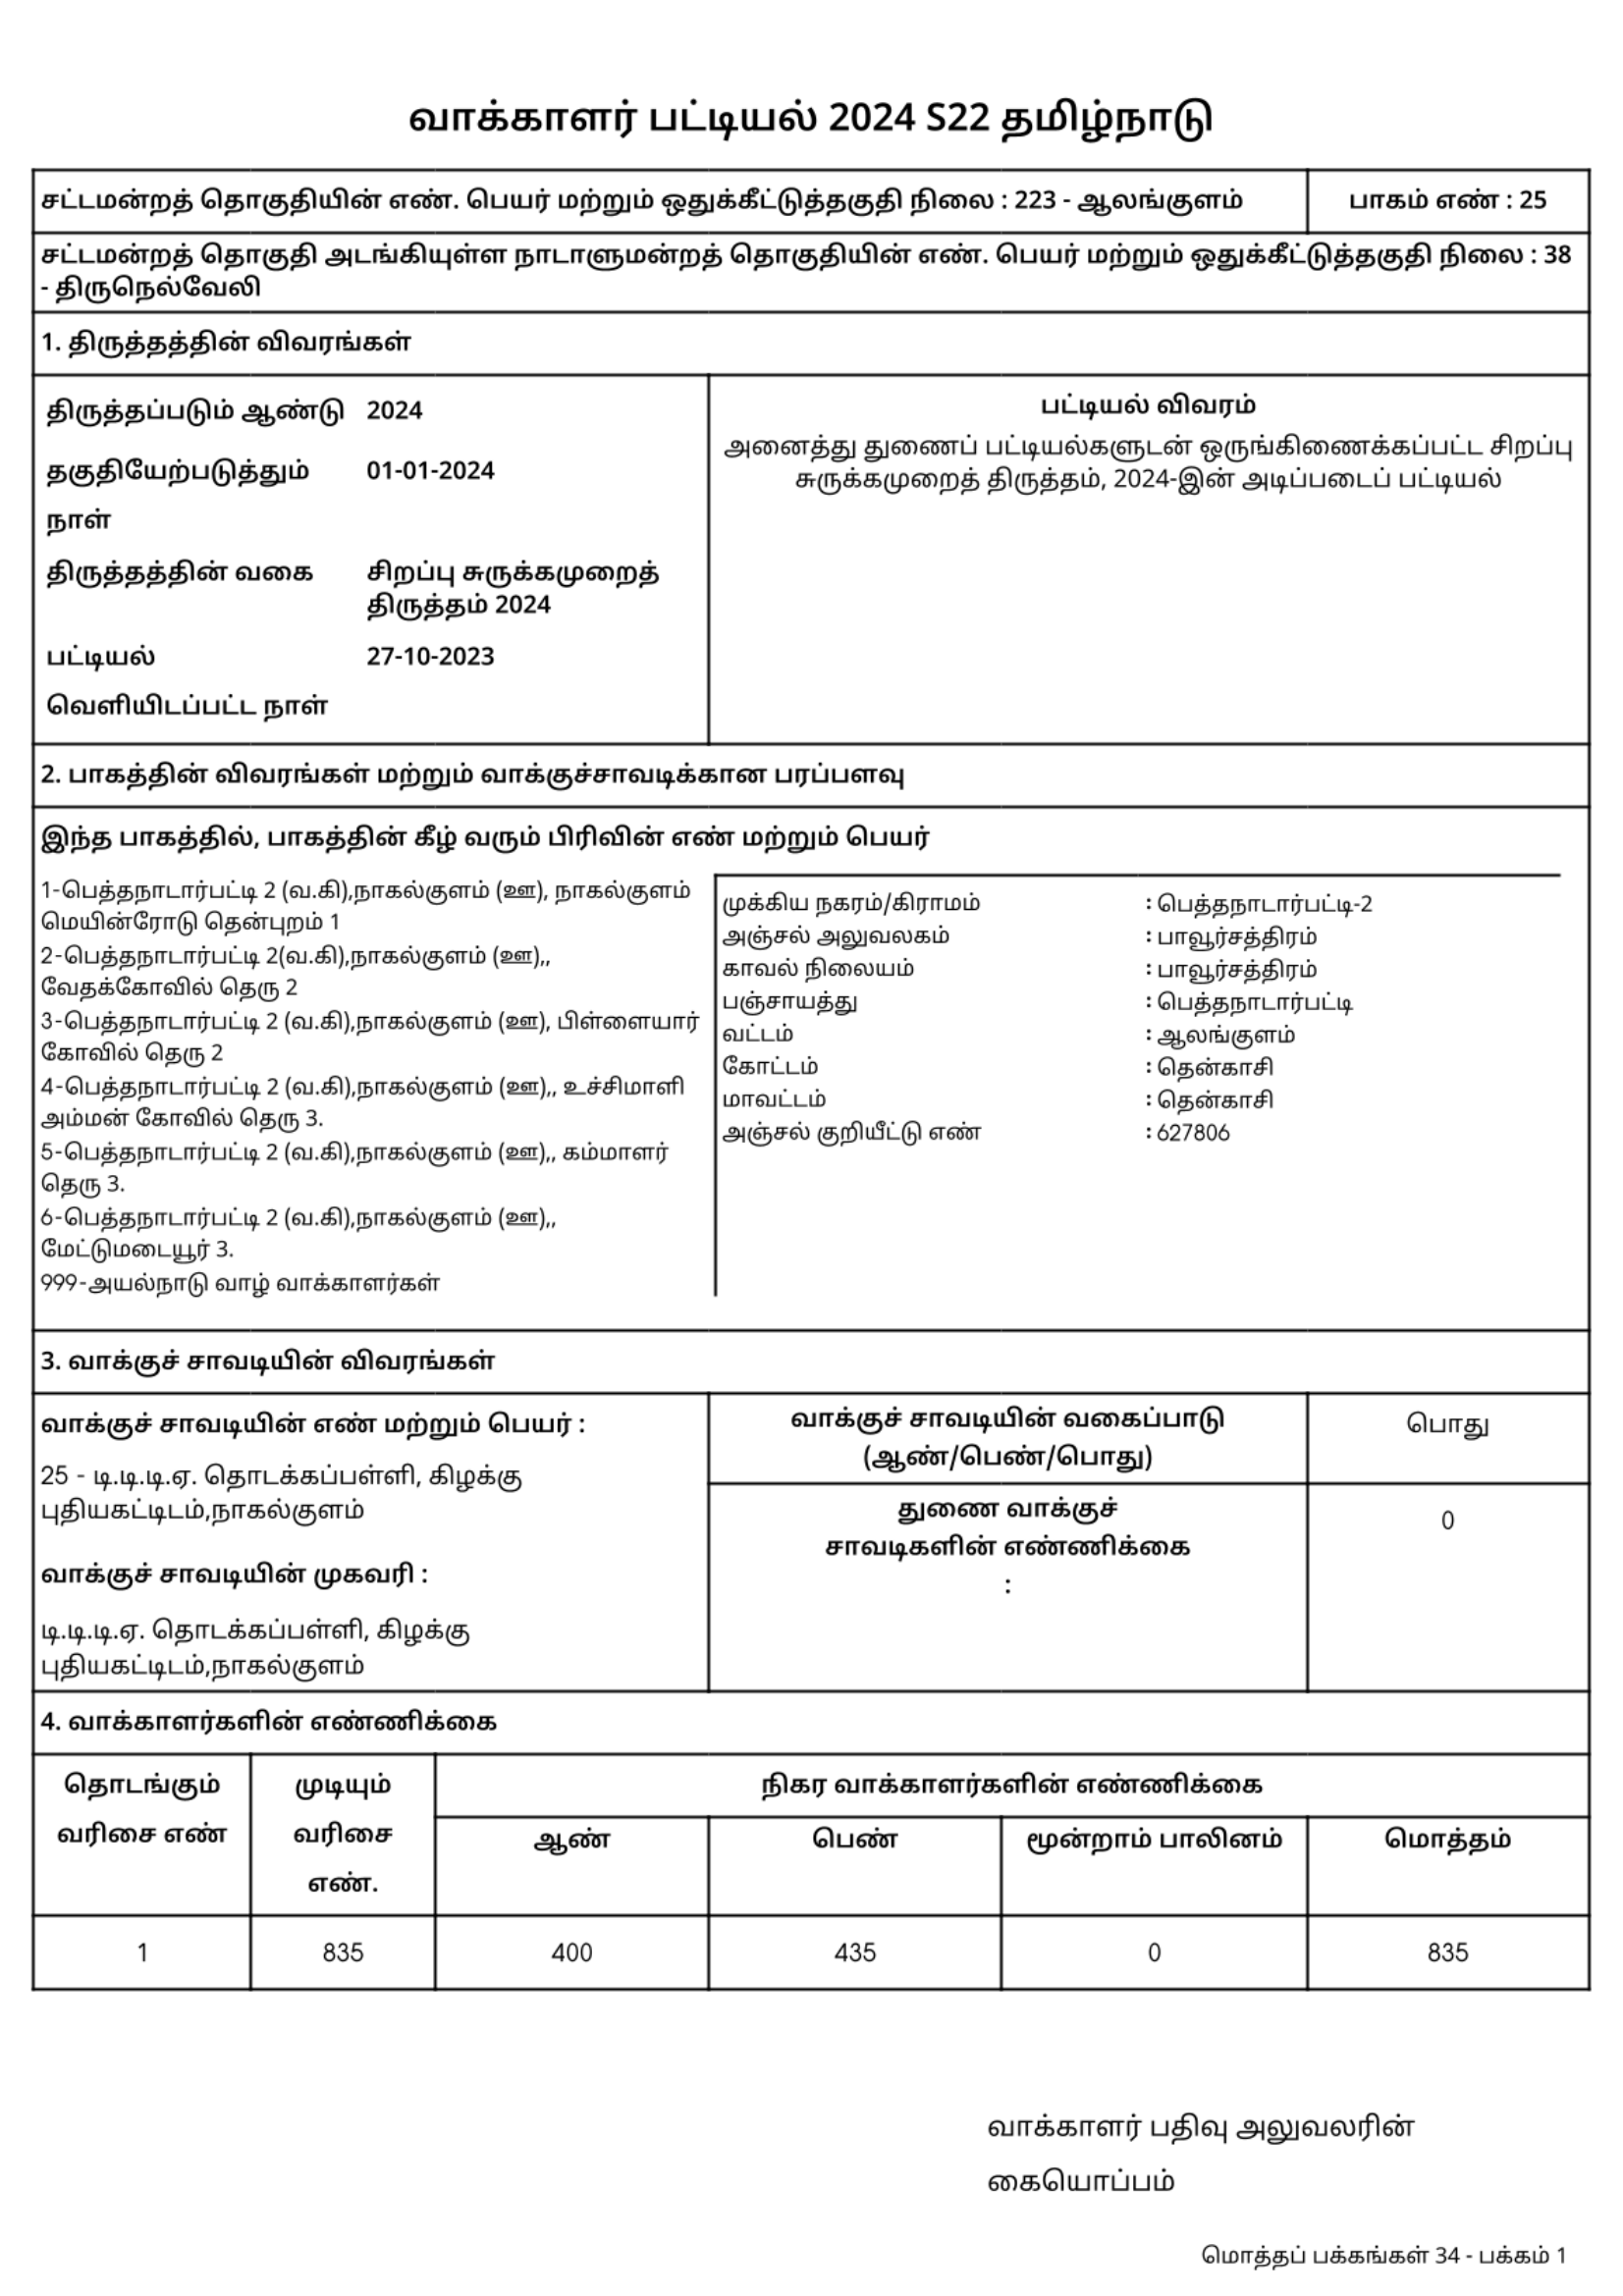 வாக்காளர் பட்டியல் 2024 S22 தமிழ்நாடு
சட்டமன்றத் தொகுதியின் எண். பெயர் மற்றும் ஒதுக்கீட்டுத்தகுதி நிலை : 223 - ஆலங்குளம்
பாகம் எண் : 25
சட்டமன்றத் தொகுதி அடங்கியுள்ள நாடாளுமன்றத் தொகுதியின் எண். பெயர் மற்றும் ஒதுக்கீட்டுத்தகுதி நிலை : 38
- திருநெல்வேலி
1. திருத்தத்தின் விவரங்கள்
திருத்தப்படும் ஆண்டு 2024
தகுதியேற்படுத்தும் 01-01-2024
நாள்
திருத்தத்தின் வகை சிறப்பு சுருக்கமுறைத்
திருத்தம் 2024
பட்டியல் 27-10-2023
வெளியிடப்பட்ட நாள்
பட்டியல் விவரம்
அனைத்து துணைப் பட்டியல்களுடன் ஒருங்கிணைக்கப்பட்ட சிறப்பு
சுருக்கமுறைத் திருத்தம், 2024-இன் அடிப்படைப் பட்டியல்
2. பாகத்தின் விவரங்கள் மற்றும் வாக்குச்சாவடிக்கான பரப்பளவு
இந்த பாகத்தில், பாகத்தின் கீழ் வரும் பிரிவின் எண் மற்றும் பெயர்
1-பெத்தநாடார்பட்டி 2 (வ.கி),நாகல்குளம் (ஊ), நாகல்குளம்
மெயின்ரோடு தென்புறம் 1
2-பெத்தநாடார்பட்டி 2(வ.கி),நாகல்குளம் (ஊ),,
வேதக்கோவில் தெரு 2
3-பெத்தநாடார்பட்டி 2 (வ.கி),நாகல்குளம் (ஊ), பிள்ளையார்
கோவில் தெரு 2
4-பெத்தநாடார்பட்டி 2 (வ.கி),நாகல்குளம் (ஊ),, உச்சிமாளி
அம்மன் கோவில் தெரு 3.
5-பெத்தநாடார்பட்டி 2 (வ.கி),நாகல்குளம் (ஊ),, கம்மாளர்
தெரு 3.
6-பெத்தநாடார்பட்டி 2 (வ.கி),நாகல்குளம் (ஊ),,
மேட்டுமடையூர் 3.
999-அயல்நாடு வாழ் வாக்காளர்கள்
முக்கிய நகரம்/கிராமம் : பெத்தநாடார்பட்டி-2
அஞ்சல் அலுவலகம் : பாவூர்சத்திரம்
காவல் நிலையம் : பாவூர்சத்திரம்
பஞ்சாயத்து : பெத்தநாடார்பட்டி
வட்டம் : ஆலங்குளம்
கோட்டம் : தென்காசி
மாவட்டம் : தென்காசி
அஞ்சல் குறியீட்டு எண் : 627806
3. வாக்குச் சாவடியின் விவரங்கள்
வாக்குச் சாவடியின் எண் மற்றும் பெயர் :
25 - டி.டி.டி.ஏ. தொடக்கப்பள்ளி, கிழக்கு
புதியகட்டிடம்,நாகல்குளம்
வாக்குச் சாவடியின் முகவரி :
டி.டி.டி.ஏ. தொடக்கப்பள்ளி, கிழக்கு
புதியகட்டிடம்,நாகல்குளம்
வாக்குச் சாவடியின் வகைப்பாடு
(ஆண்/பெண்/பொது)
பொது
துணை வாக்குச்
சாவடிகளின் எண்ணிக்கை
:
0
4. வாக்காளர்களின் எண்ணிக்கை
தொடங்கும்
வரிசை எண்
முடியும்
வரிசை
எண்.
நிகர வாக்காளர்களின் எண்ணிக்கை
ஆண் பெண் மூன்றாம் பாலினம் மொத்தம்
1 835 400 435 0 835
வாக்காளர் பதிவு அலுவலரின்
கையொப்பம்
மொத்தப் பக்கங்கள் 34 - பக்கம் 1